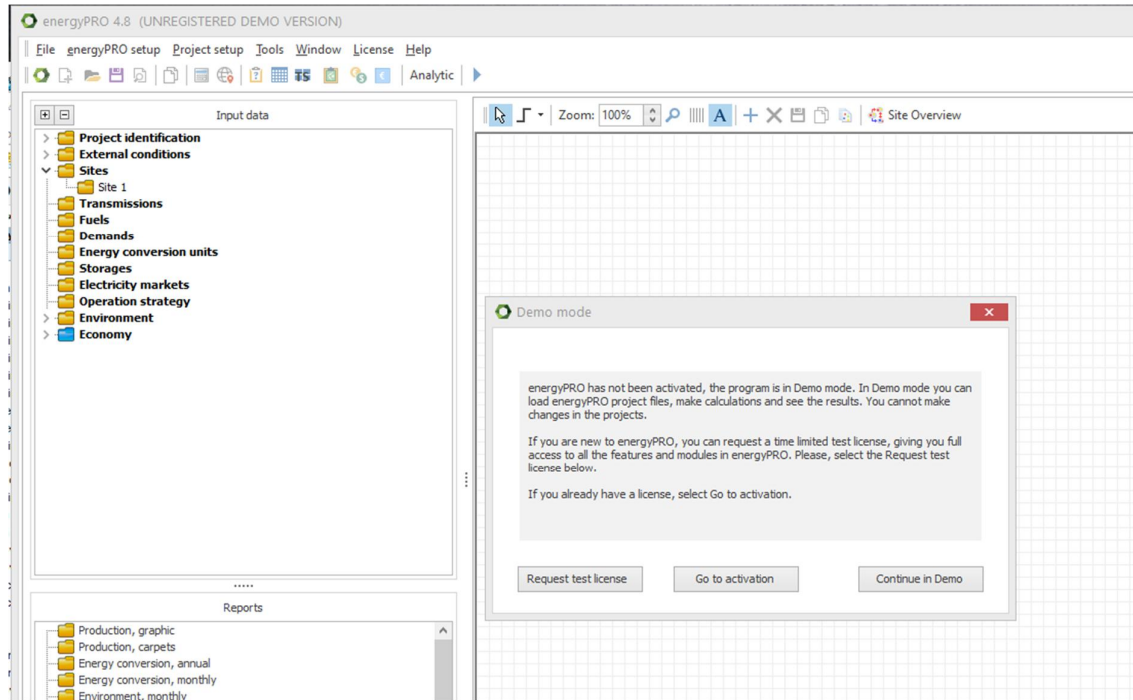 energyPRO 4.8 (UNREGISTERED DEMO VERSION)
File energyPRO setup Project setup Tools Window License Help
TS Analytic
Input data
Project identification
External conditions
Sites
Site 1
Transmissions
Fuels
Demands
Energy conversion units
Storages
Electricity markets
Operation strategy
Environment
Economy
Reports
Production, graphic
Production, carpets
Energy conversion, annual
Energy conversion, monthly
Environment, monthly
Zoom: 100% A Site Overview
Demo mode
energyPRO has not been activated, the program is in Demo mode. In Demo mode you can
load energyPRO project files, make calculations and see the results. You cannot make
changes in the projects.
If you are new to energyPRO, you can request a time limited test license, giving you full
access to all the features and modules in energyPRO. Please, select the Request test
license below.
If you already have a license, select Go to activation.
Request test license Go to activation Continue in Demo